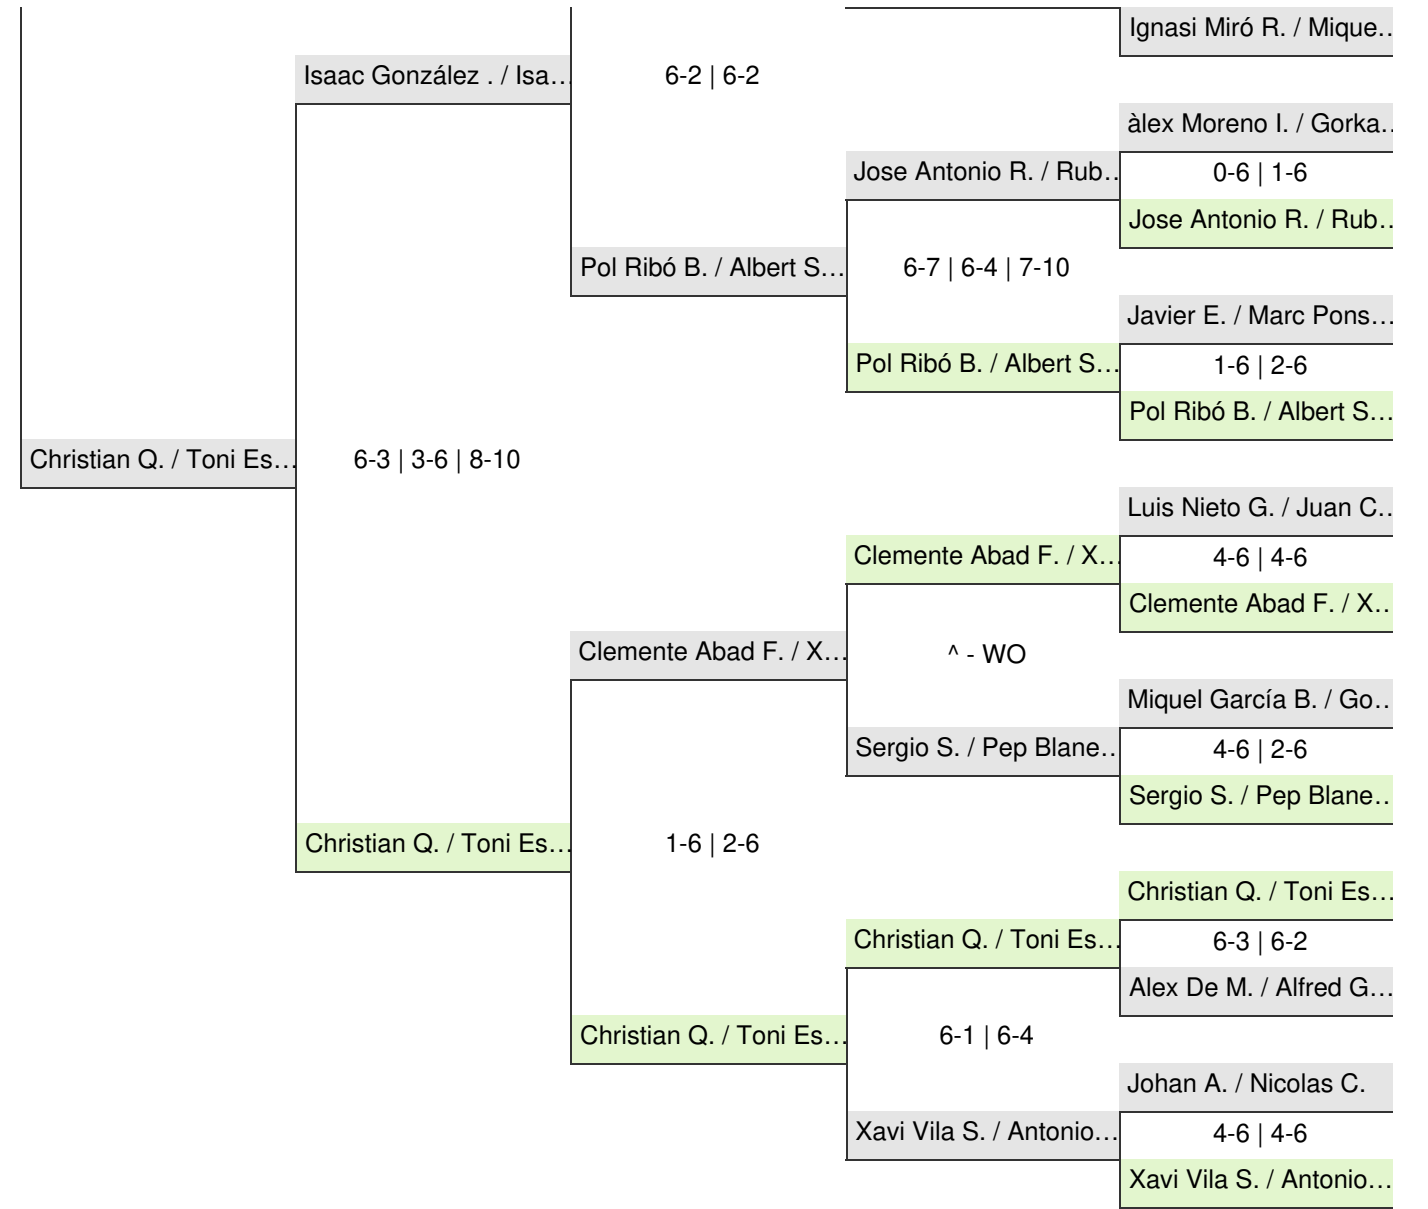 Ignasi Miró R. / Mique..
Isaac González . / Isa...
6-2 | 6-2
àlex Moreno I. / Gorka..
Jose Antonio R. / Rub...
0-6 | 1-6
Jose Antonio R. / Rub..
Pol Ribó B. / Albert S...
6-7 | 6-4 | 7-10
Javier E. / Marc Pons...
Pol Ribó B. / Albert S...
1-6 | 2-6
Pol Ribó B. / Albert S...
Christian Q. / Toni Es...
6-3 | 3-6 | 8-10
Luis Nieto G. / Juan C..
Clemente Abad F. / X...
4-6 | 4-6
Clemente Abad F. / X..
Clemente Abad F. / X...
^ - WO
Miquel García B. / Go..
Sergio S. / Pep Blane..
4-6 | 2-6
Sergio S. / Pep Blane..
Christian Q. / Toni Es...
1-6 | 2-6
Christian Q. / Toni Es...
Christian Q. / Toni Es...
6-3 | 6-2
Alex De M. / Alfred G...
Christian Q. / Toni Es...
6-1 | 6-4
Johan A. / Nicolas C.
Xavi Vila S. / Antonio...
4-6 | 4-6
Xavi Vila S. / Antonio...